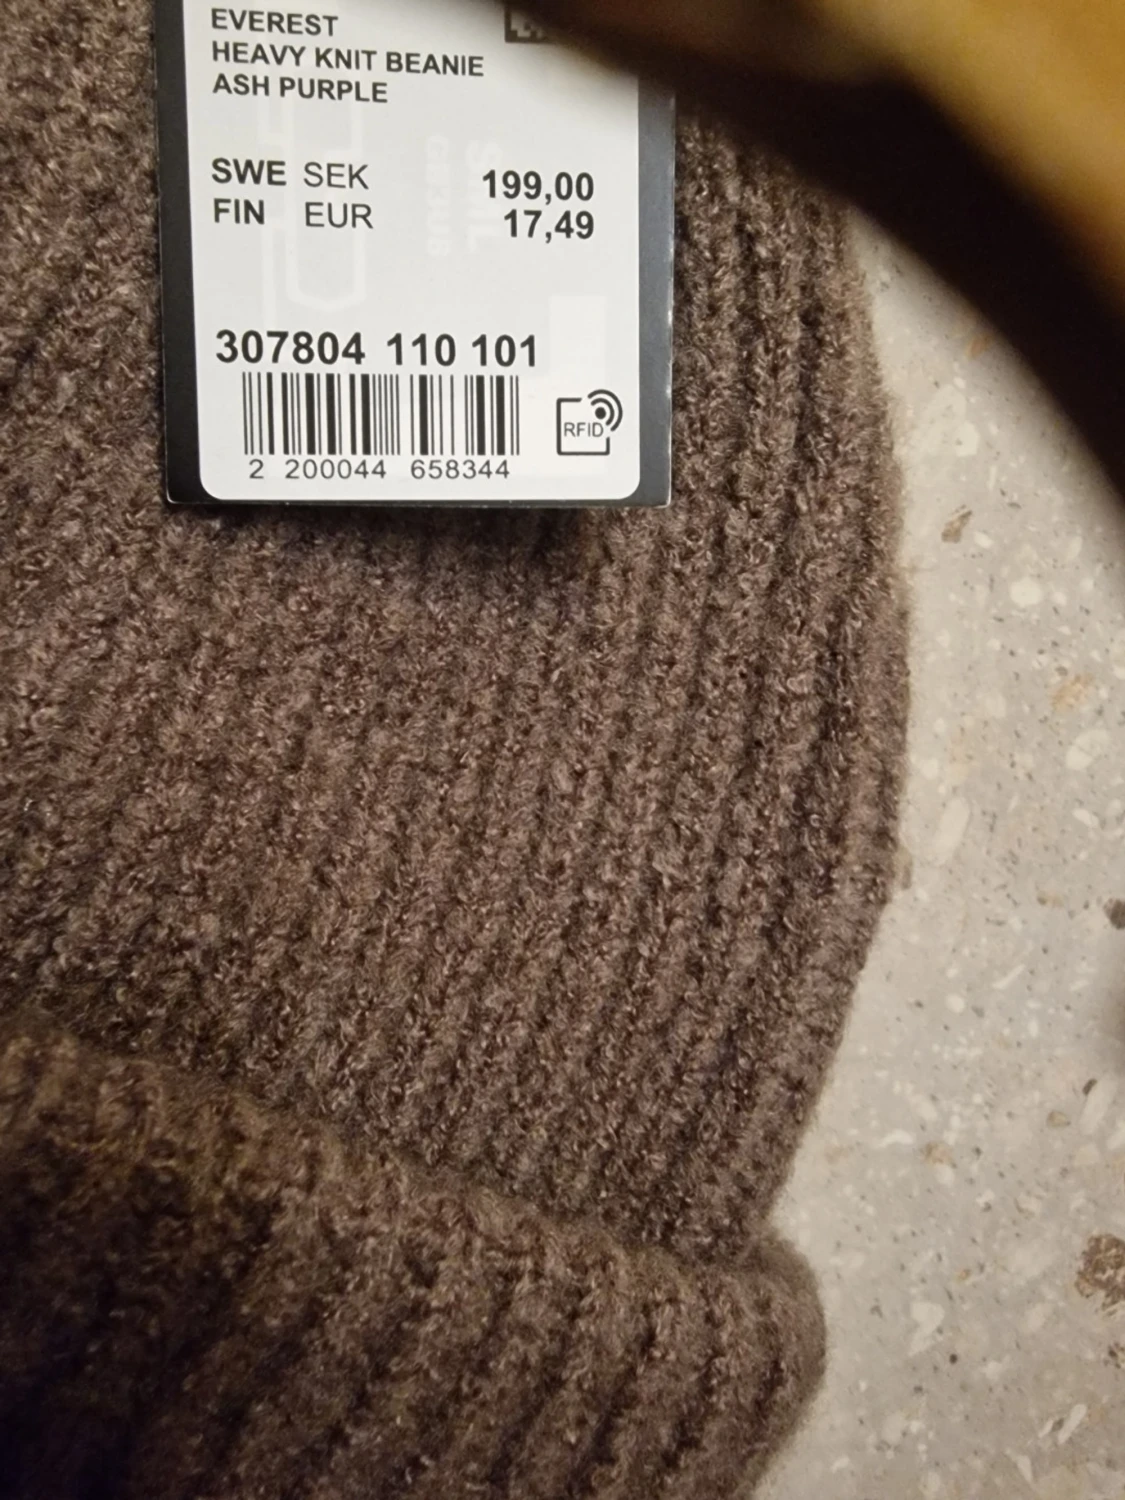 EVEREST
HEAVY KNIT BEANIE
ASH PURPLE
SWE SEK 199,00
FIN EUR 17,49
307804 110 101
RFID
2 200044 658344